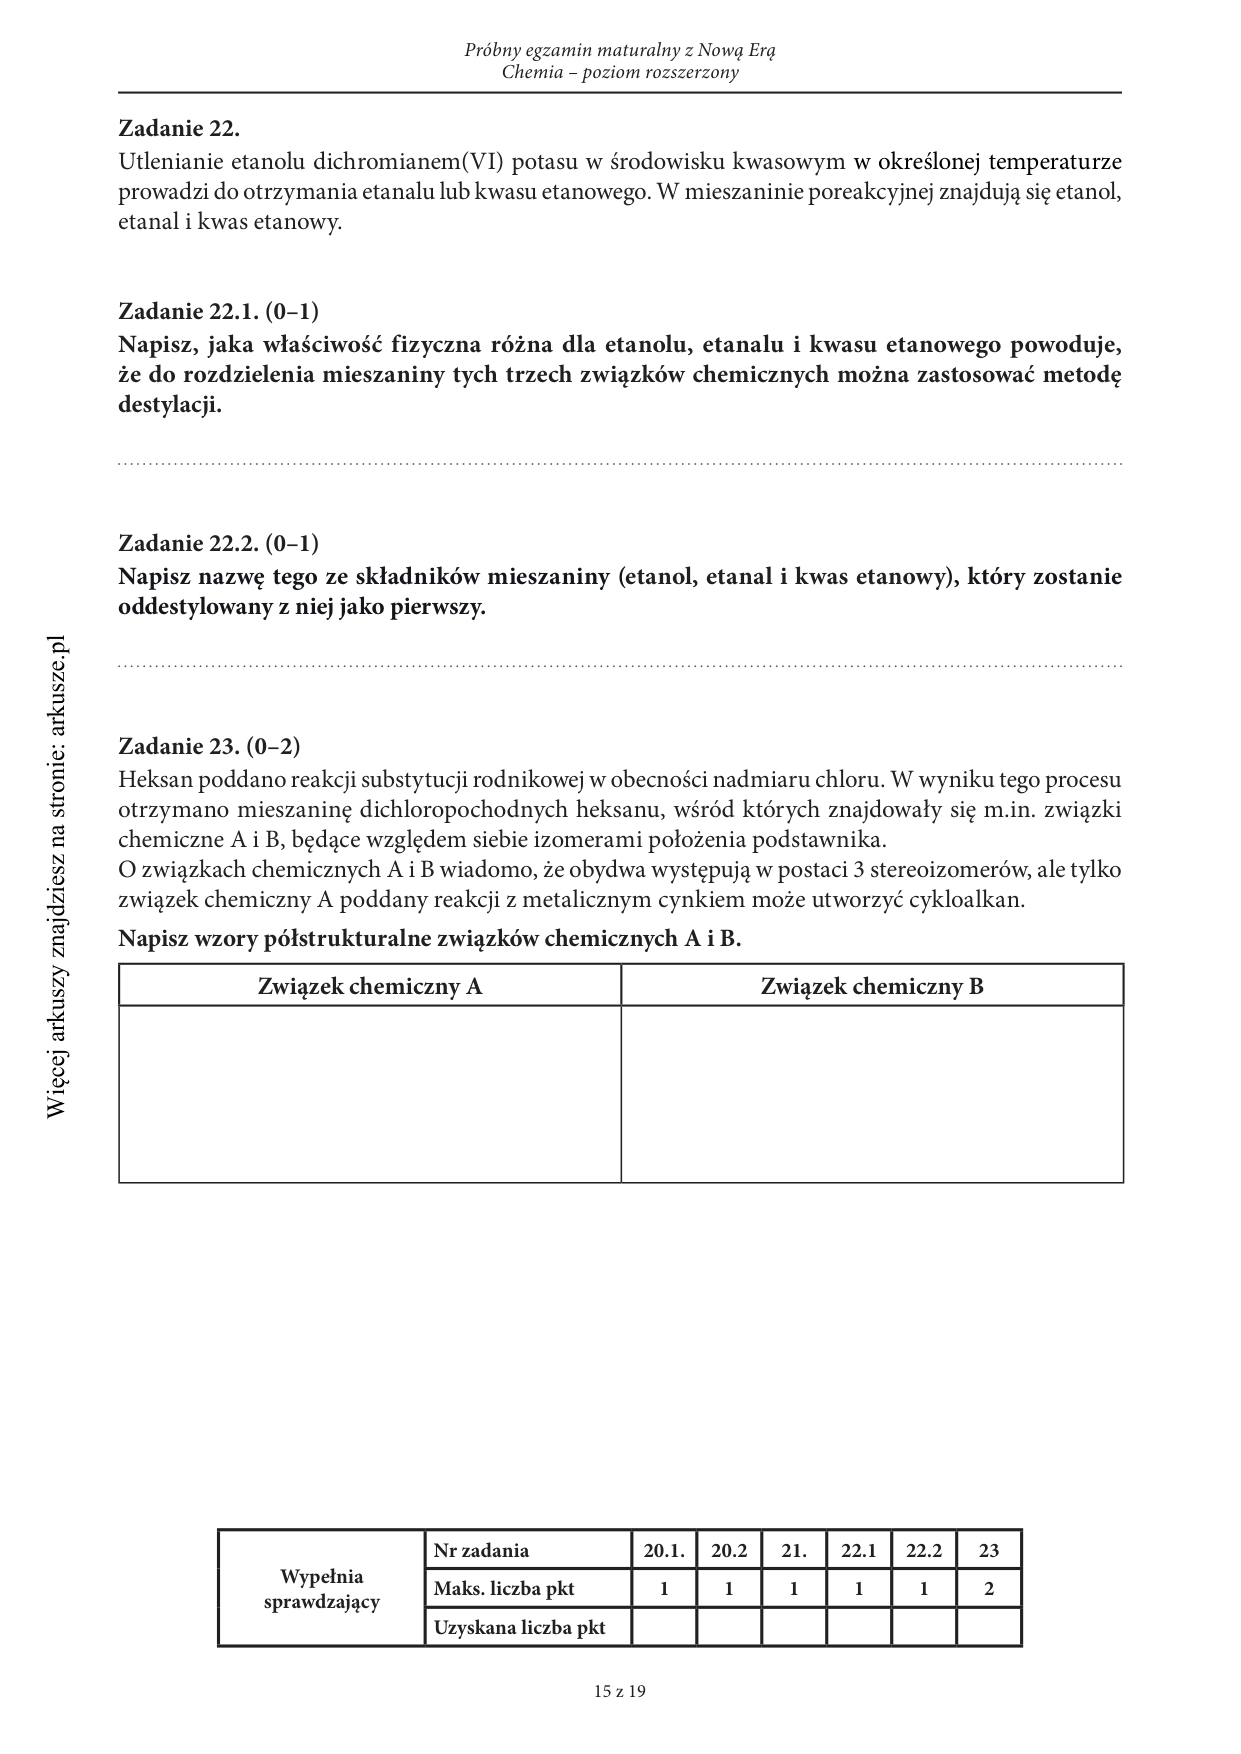 Próbny egzamin maturalny z Nową Erą
Chemia – poziom rozszerzony
Zadanie 22.
Utlenianie etanolu dichromianem(VI) potasu w środowisku kwasowym w określonej temperaturze
prowadzi do otrzymania etanalu lub kwasu etanowego. W mieszaninie poreakcyjnej znajdują się etanol,
etanal i kwas etanowy.
Zadanie 22.1. (0–1)
Napisz, jaka właściwość fizyczna różna dla etanolu, etanalu i kwasu etanowego powoduje,
że do rozdzielenia mieszaniny tych trzech związków chemicznych można zastosować metodę
destylacji.
Zadanie 22.2. (0–1)
Napisz nazwę tego ze składników mieszaniny (etanol, etanal i kwas etanowy), który zostanie
oddestylowany z niej jako pierwszy.
Zadanie 23. (0–2)
Heksan poddano reakcji substytucji rodnikowej w obecności nadmiaru chloru. W wyniku tego procesu
otrzymano mieszaninę dichloropochodnych heksanu, wśród których znajdowały się m.in. związki
chemiczne A i B, będące względem siebie izomerami położenia podstawnika.
O związkach chemicznych A i B wiadomo, że obydwa występują w postaci 3 stereoizomerów, ale tylko
związek chemiczny A poddany reakcji z metalicznym cynkiem może utworzyć cykloalkan.
Napisz wzory półstrukturalne związków chemicznych A i B.
Związek chemiczny A
Związek chemiczny B
Wypełnia
sprawdzający
Nr zadania 20.1. 20.2 21. 22.1 22.2 23
Maks. liczba pkt 1 1 1 1 1 2
Uzyskana liczba pkt
15 z 19
Więcej arkuszy znajdziesz na stronie: arkusze.pl